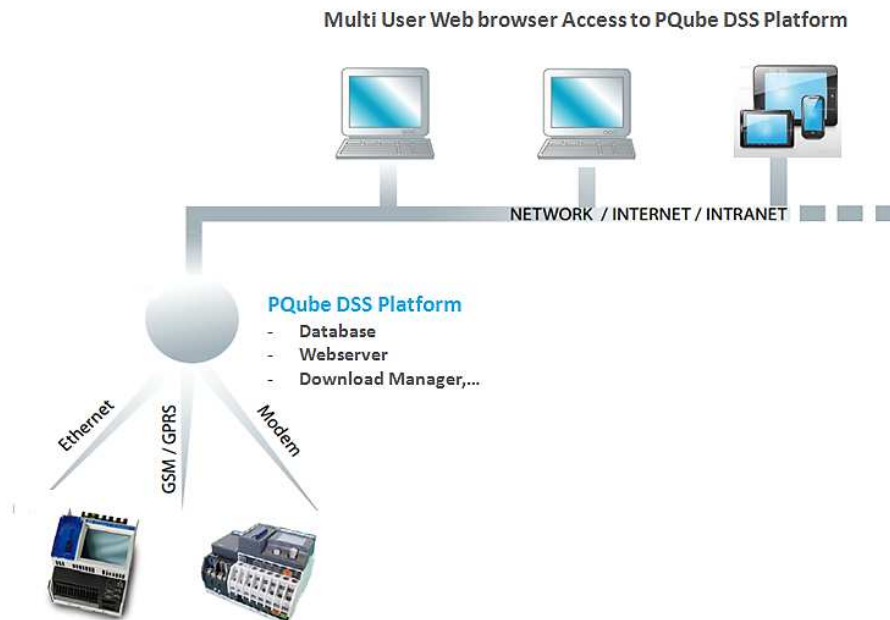 Multi User Web browser Access to PQube DSS Platform
NETWORK / INTERNET / INTRANET
PQube DSS Platform
- Database
- Webserver
- Download Manager,...
Ethernet
GSM / GPRS
Modem